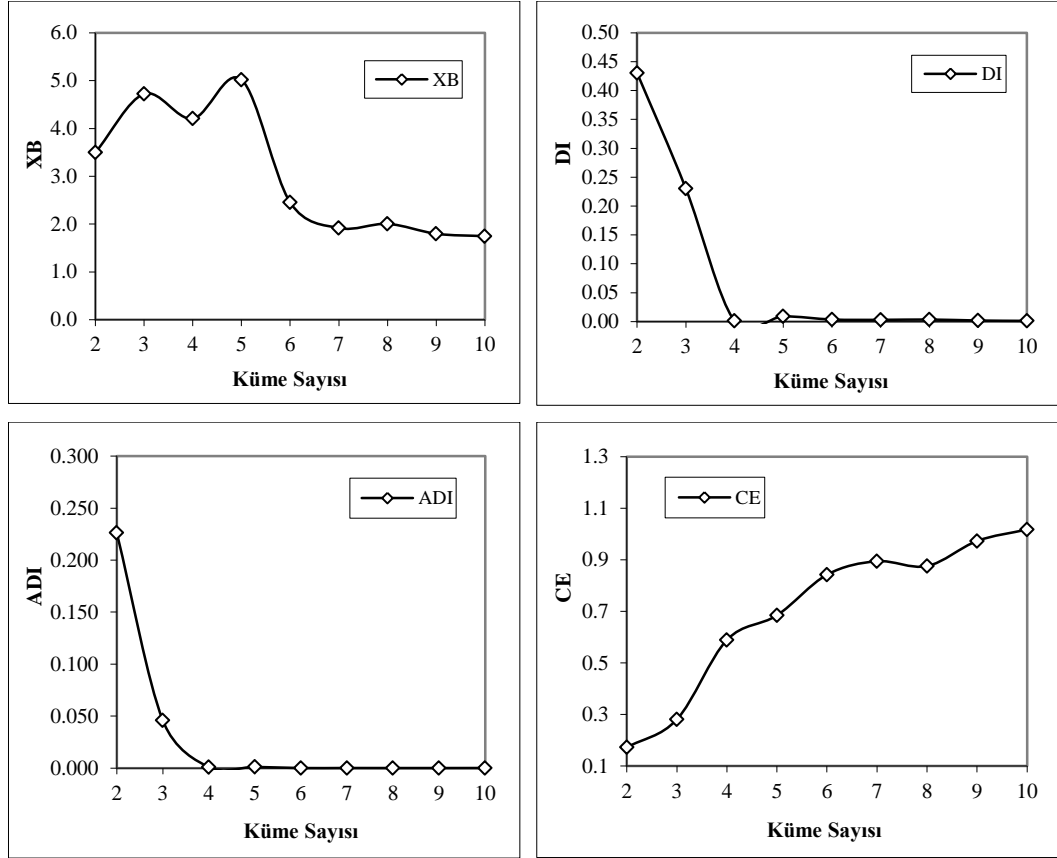 6.0
5.0
4.0
3.0
2.0
1.0
0.0
XB
XB
2 3 4 5 6 7 8 9 10
Küme Sayısı
0.50
0.45
0.40
0.35
0.30
0.25
0.20
0.15
0.10
0.05
0.00
DI
DI
2 3 4 5 6 7 8 9 10
Küme Sayısı
0.300
0.250
0.200
0.150
0.100
0.050
0.000
ADI
ADI
2 3 4 5 6 7 8 9 10
Küme Sayısı
1.3
1.1
0.9
0.7
0.5
0.3
0.1
CE
CE
2 3 4 5 6 7 8 9 10
Küme Sayısı